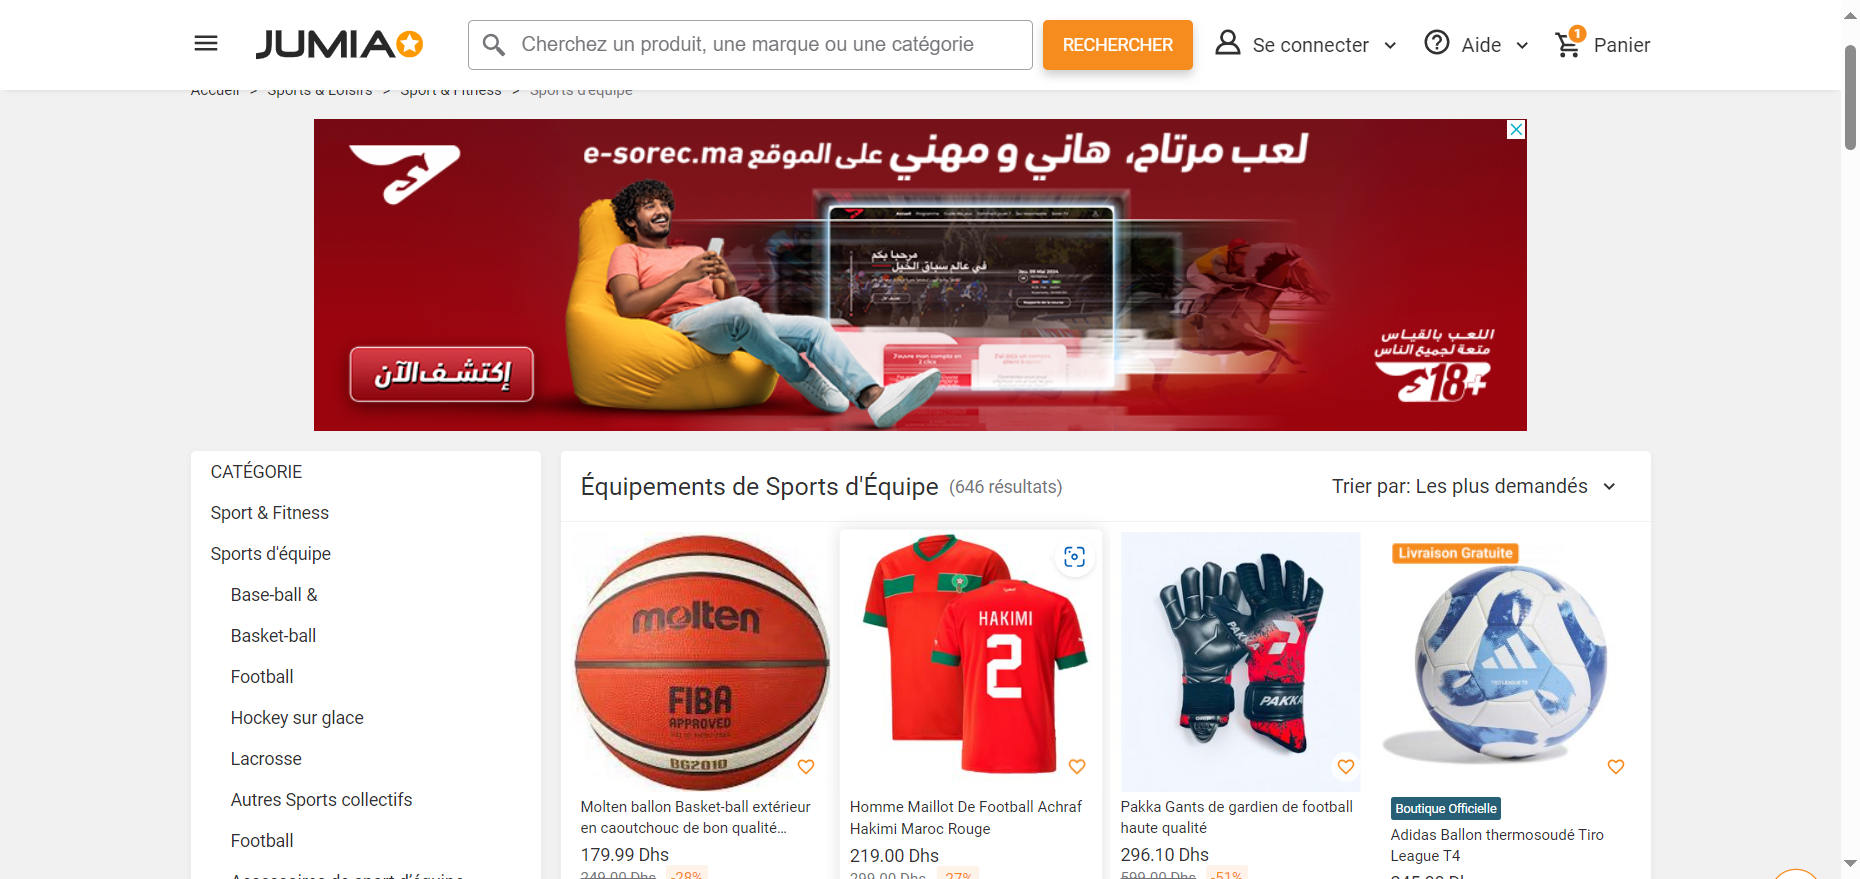 JUMIA
Cherchez un produit, une marque ou une catégorie
RECHERCHER
Se connecter
Aide
1
Panier
Accueil > Sports & Loisirs > Sport & Fitness > Sports d'équipe
لعب مرتاح، هاني و مهني على الموقع e-sorec.ma
مرحبا بكم
في عالم سباق الخيل
إكتشف الآن
اللعب بالقياس
متعة لجميع الناس
18+
CATÉGORIE
Sport & Fitness
Sports d'équipe
Base-ball &
Basket-ball
Football
Hockey sur glace
Lacrosse
Autres Sports collectifs
Football
Accessoires de sport d'équipe
Équipements de Sports d'Équipe (646 résultats)
Trier par: Les plus demandés
molten
FIBA
APPROVED
BG2010
Molten ballon Basket-ball extérieur
en caoutchouc de bon qualité...
179.99 Dhs
249.00 Dhs -28%
HAKIMI
2
Homme Maillot De Football Achraf
Hakimi Maroc Rouge
219.00 Dhs
299.00 Dhs -27%
PAKKA
PAKKA
Pakka Gants de gardien de football
haute qualité
296.10 Dhs
599.00 Dhs -51%
Livraison Gratuite
Boutique Officielle
Adidas Ballon thermosoudé Tiro
League T4